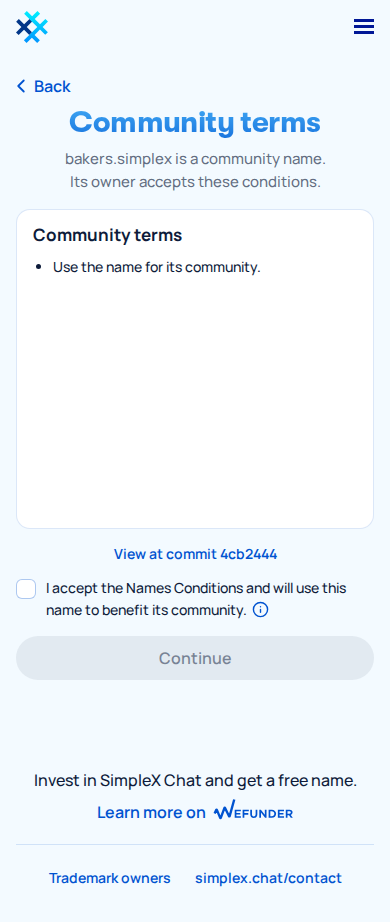 Back
Community terms
bakers.simplex is a community name.
Its owner accepts these conditions.
Community terms
• Use the name for its community.
View at commit 4cb2444
I accept the Names Conditions and will use this
name to benefit its community.
Continue
Invest in SimpleX Chat and get a free name.
Learn more on WEFUNDER
Trademark owners simplex.chat/contact